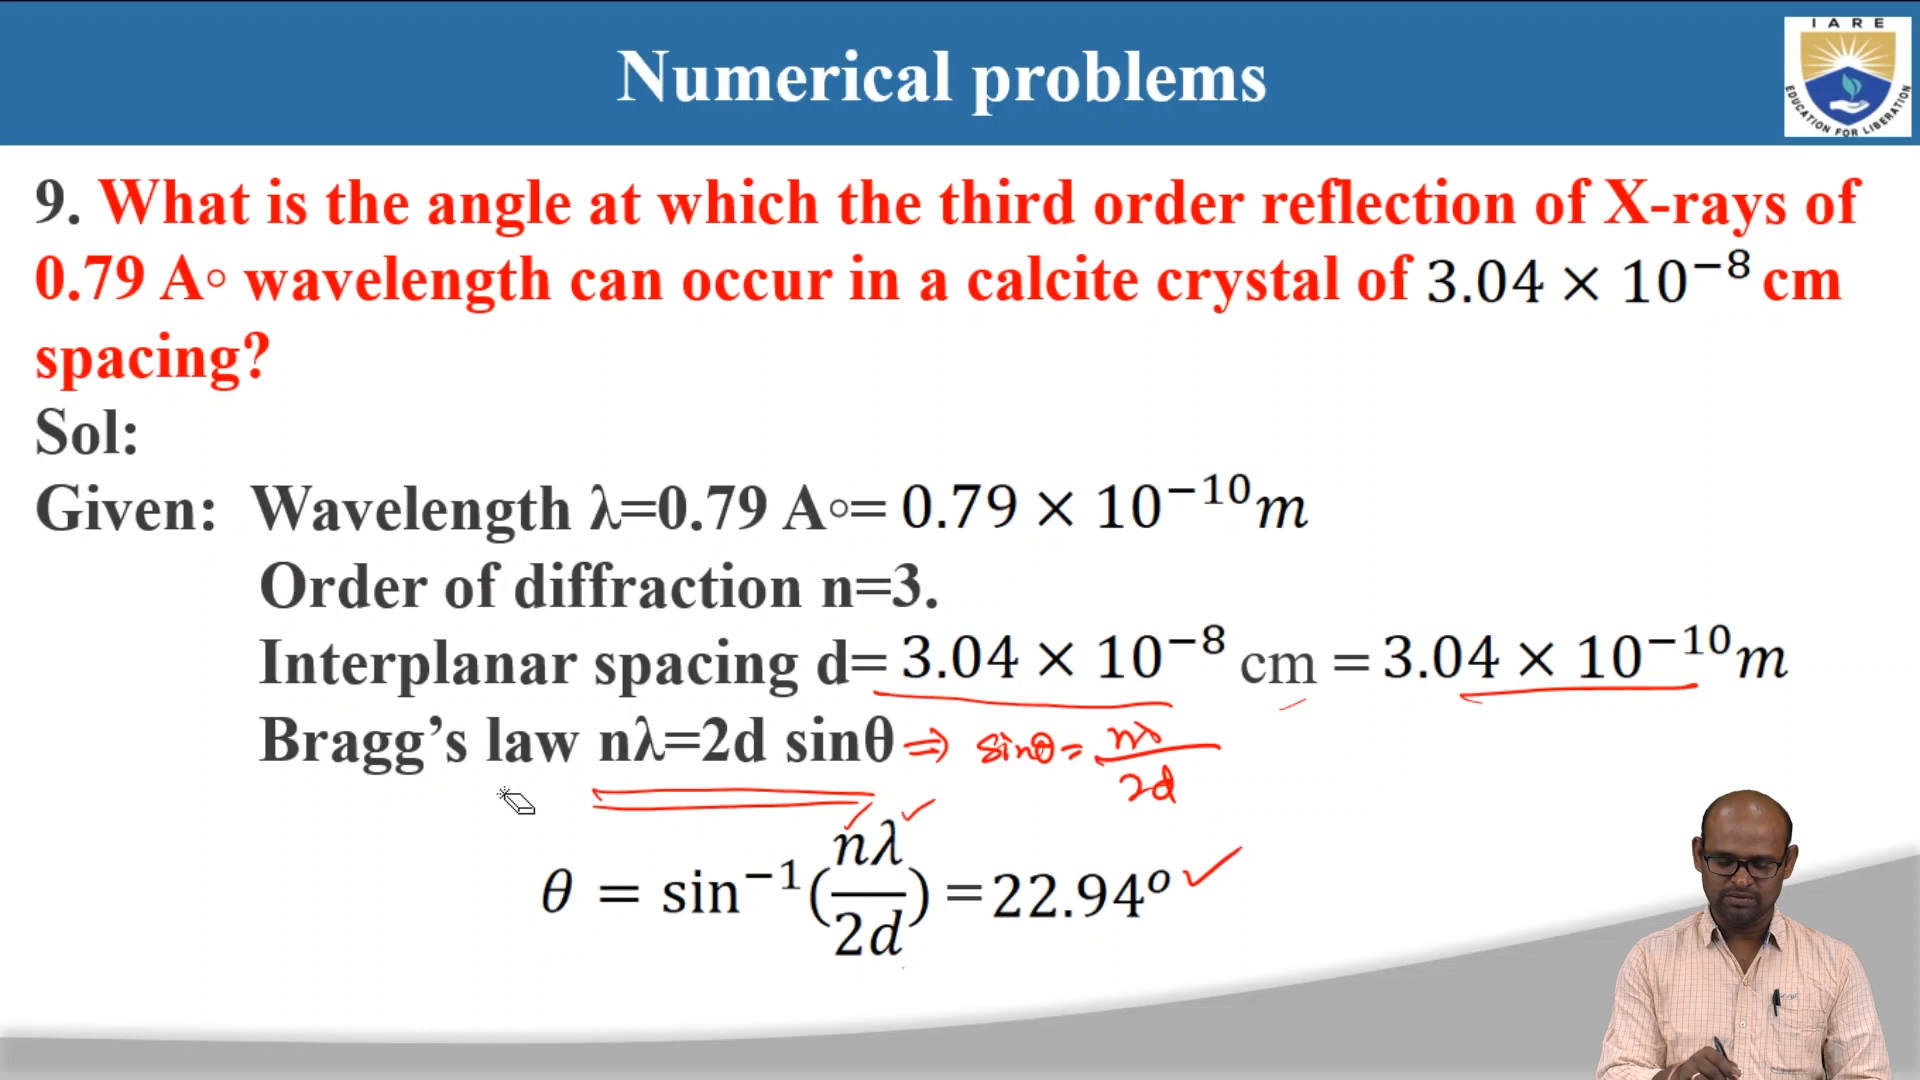 Numerical problems
IARE
EDUCATION FOR LIBERATION
9. What is the angle at which the third order reflection of X-rays of
0.79 A∘ wavelength can occur in a calcite crystal of 3.04 × 10⁻⁸ cm
spacing?
Sol:
Given: Wavelength λ=0.79 A∘= 0.79 × 10⁻¹⁰m
Order of diffraction n=3.
Interplanar spacing d= 3.04 × 10⁻⁸ cm = 3.04 × 10⁻¹⁰m
Bragg’s law nλ=2d sinθ ⇒ sinθ = nλ/2d
θ = sin⁻¹(nλ/2d) =22.94ᵒ